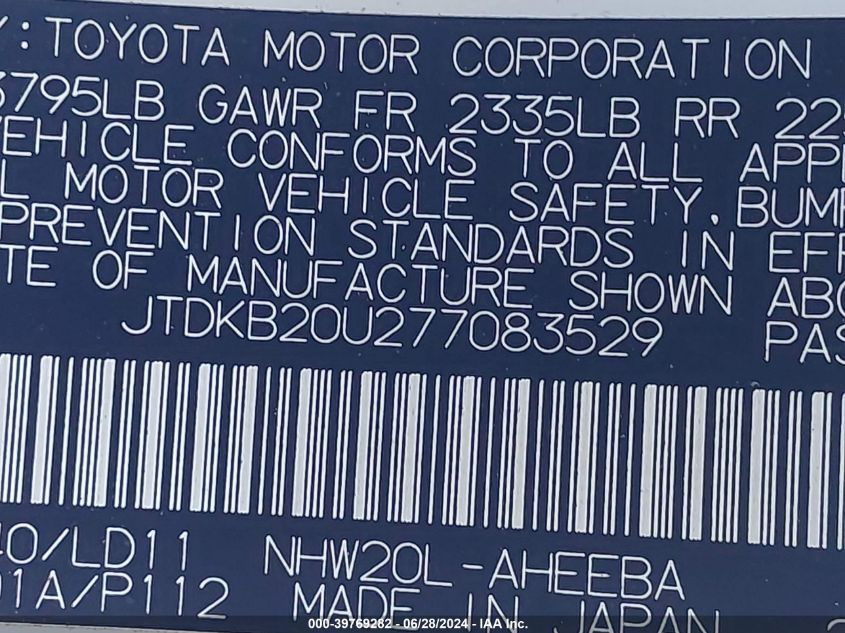 : TOYOTA MOTOR CORPORATION
3795LB GAWR FR 2335LB RR 22
VEHICLE CONFORMS TO ALL APPL
L MOTOR VEHICLE SAFETY, BUMP
PREVENTION STANDARDS IN EFF
TE OF MANUFACTURE SHOWN ABO
JTDKB20U277083529 PAS
40/LD11 NHW20L-AHEEBA
01A/P112 MADE IN JAPAN
000-39769282 - 06/28/2024 - © IAA Inc.